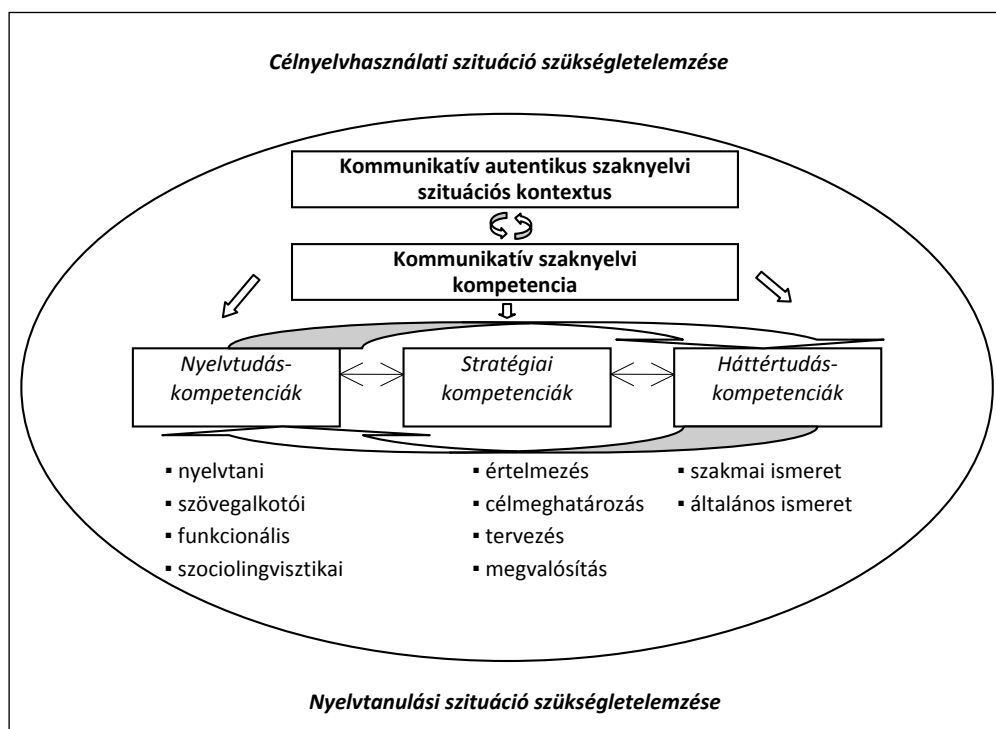 Célnyelvhasználati szituáció szükségletelemzése
Kommunikatív autentikus szaknyelvi
szituációs kontextus
Kommunikatív szaknyelvi
kompetencia
Nyelvtudás-
kompetenciák
Stratégiai
kompetenciák
Háttértudás-
kompetenciák
▪ nyelvtani
▪ szövegalkotói
▪ funkcionális
▪ szociolingvisztikai
▪ értelmezés
▪ célmeghatározás
▪ tervezés
▪ megvalósítás
▪ szakmai ismeret
▪ általános ismeret
Nyelvtanulási szituáció szükségletelemzése